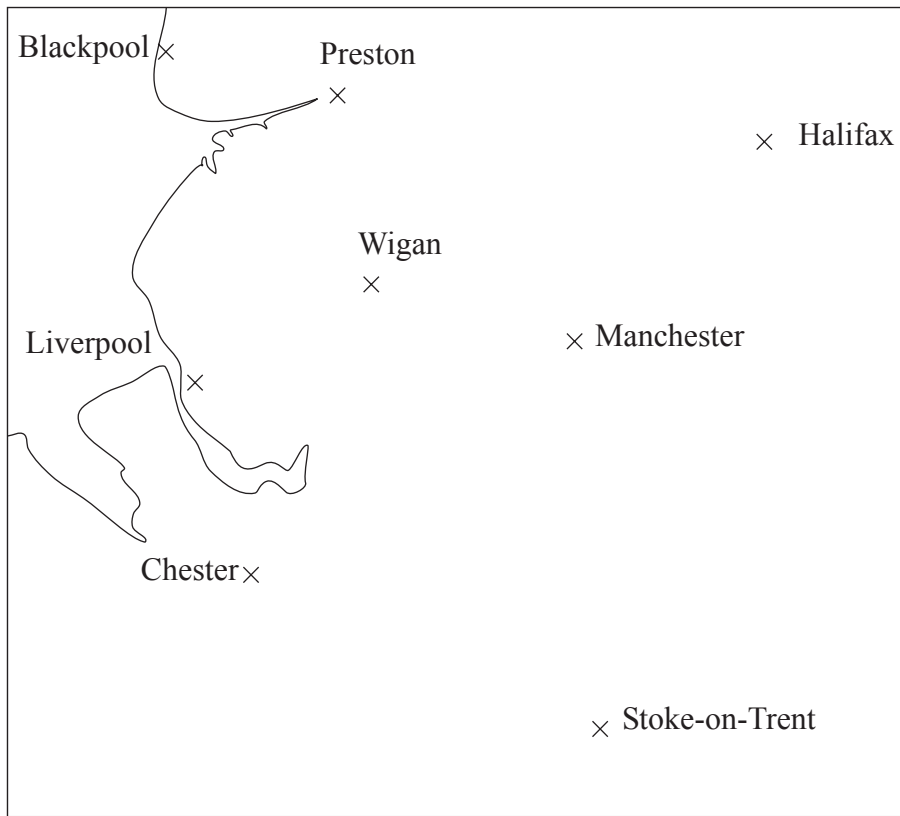 Blackpool
Preston
Halifax
Wigan
Liverpool
Manchester
Chester
Stoke-on-Trent